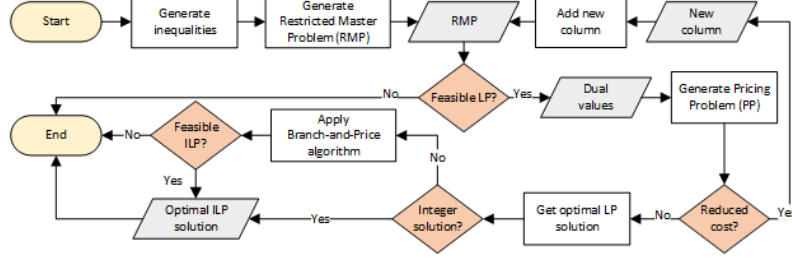 Start
Generate
inequalities
Generate
Restricted Master
Problem (RMP)
RMP
Add new
column
New
column
No
Feasible LP?
Yes
Dual
values
Generate Pricing
Problem (PP)
End
No
Feasible
ILP?
Apply
Branch-and-Price
algorithm
No
Yes
Optimal ILP
solution
Yes
Integer
solution?
Get optimal LP
solution
No
Reduced
cost?
Yes